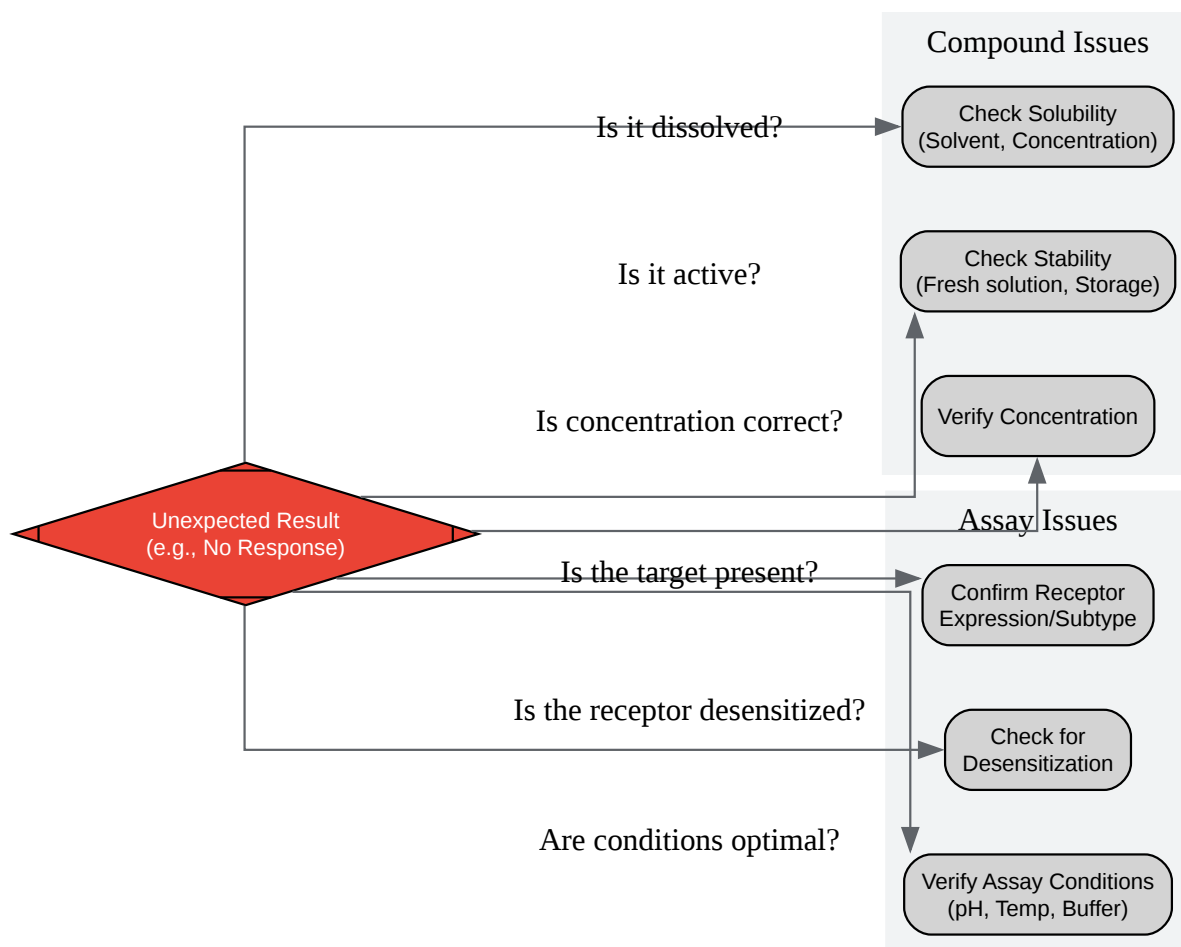 Compound Issues
Is it dissolved?
Check Solubility
(Solvent, Concentration)
Is it active?
Check Stability
(Fresh solution, Storage)
Is concentration correct?
Verify Concentration
Unexpected Result
(e.g., No Response)
Assay Issues
Is the target present?
Confirm Receptor
Expression/Subtype
Is the receptor desensitized?
Check for
Desensitization
Are conditions optimal?
Verify Assay Conditions
(pH, Temp, Buffer)